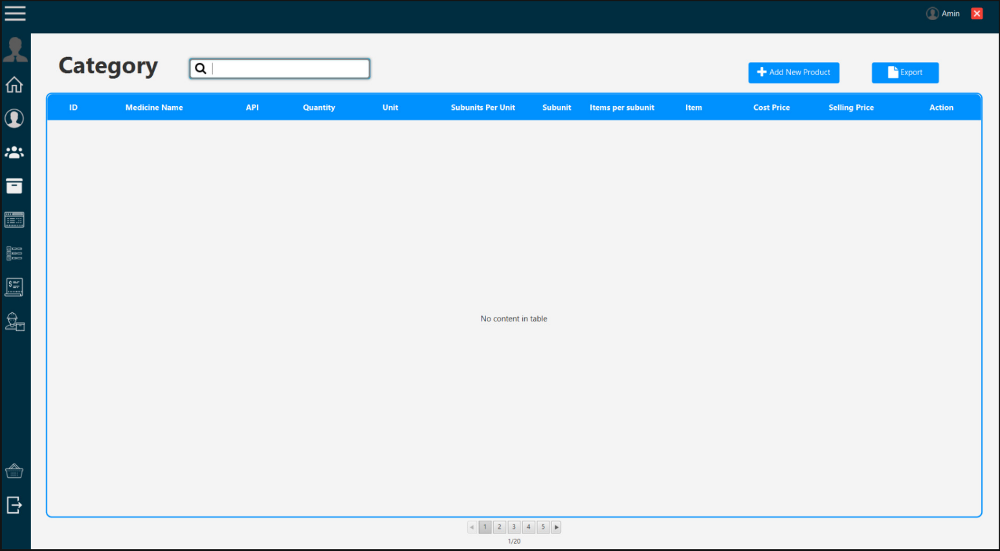 Amin
Category
Add New Product
Export
ID Medicine Name API Quantity Unit Subunits Per Unit Subunit Items per subunit Item Cost Price Selling Price Action
No content in table
1 2 3 4 5
1/20